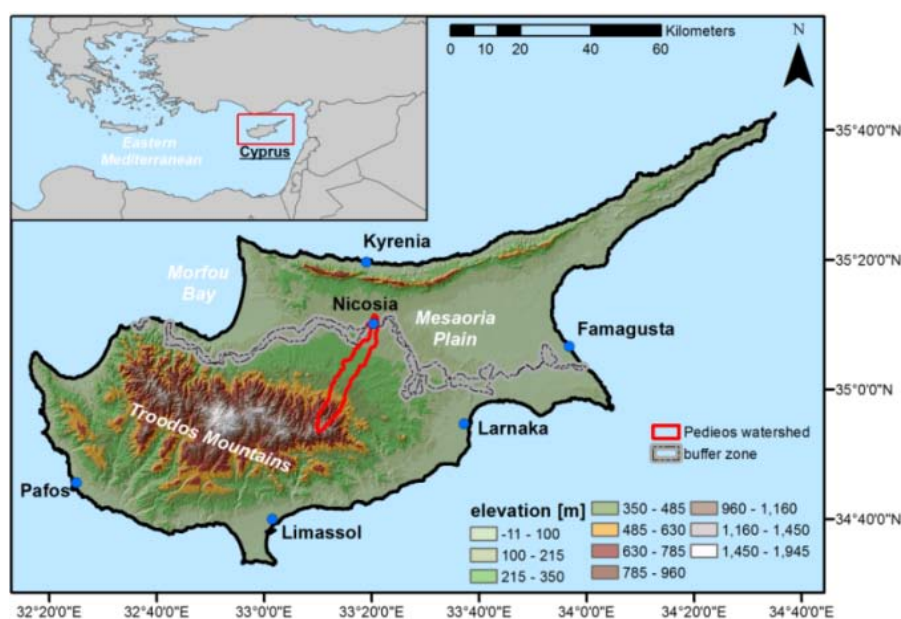 Kilometers
0 10 20 40 60
N
Eastern
Mediterranean
Cyprus
35°40'0"N
Kyrenia
35°20'0"N
Morfou
Bay
Nicosia
Mesaoria
Plain
Famagusta
35°0'0"N
Troodos Mountains
Larnaka
Pedieos watershed
buffer zone
Pafos
Limassol
34°40'0"N
elevation [m]
-11 - 100
100 - 215
215 - 350
350 - 485
485 - 630
630 - 785
785 - 960
960 - 1,160
1,160 - 1,450
1,450 - 1,945
32°20'0"E 32°40'0"E 33°0'0"E 33°20'0"E 33°40'0"E 34°0'0"E 34°20'0"E 34°40'0"E